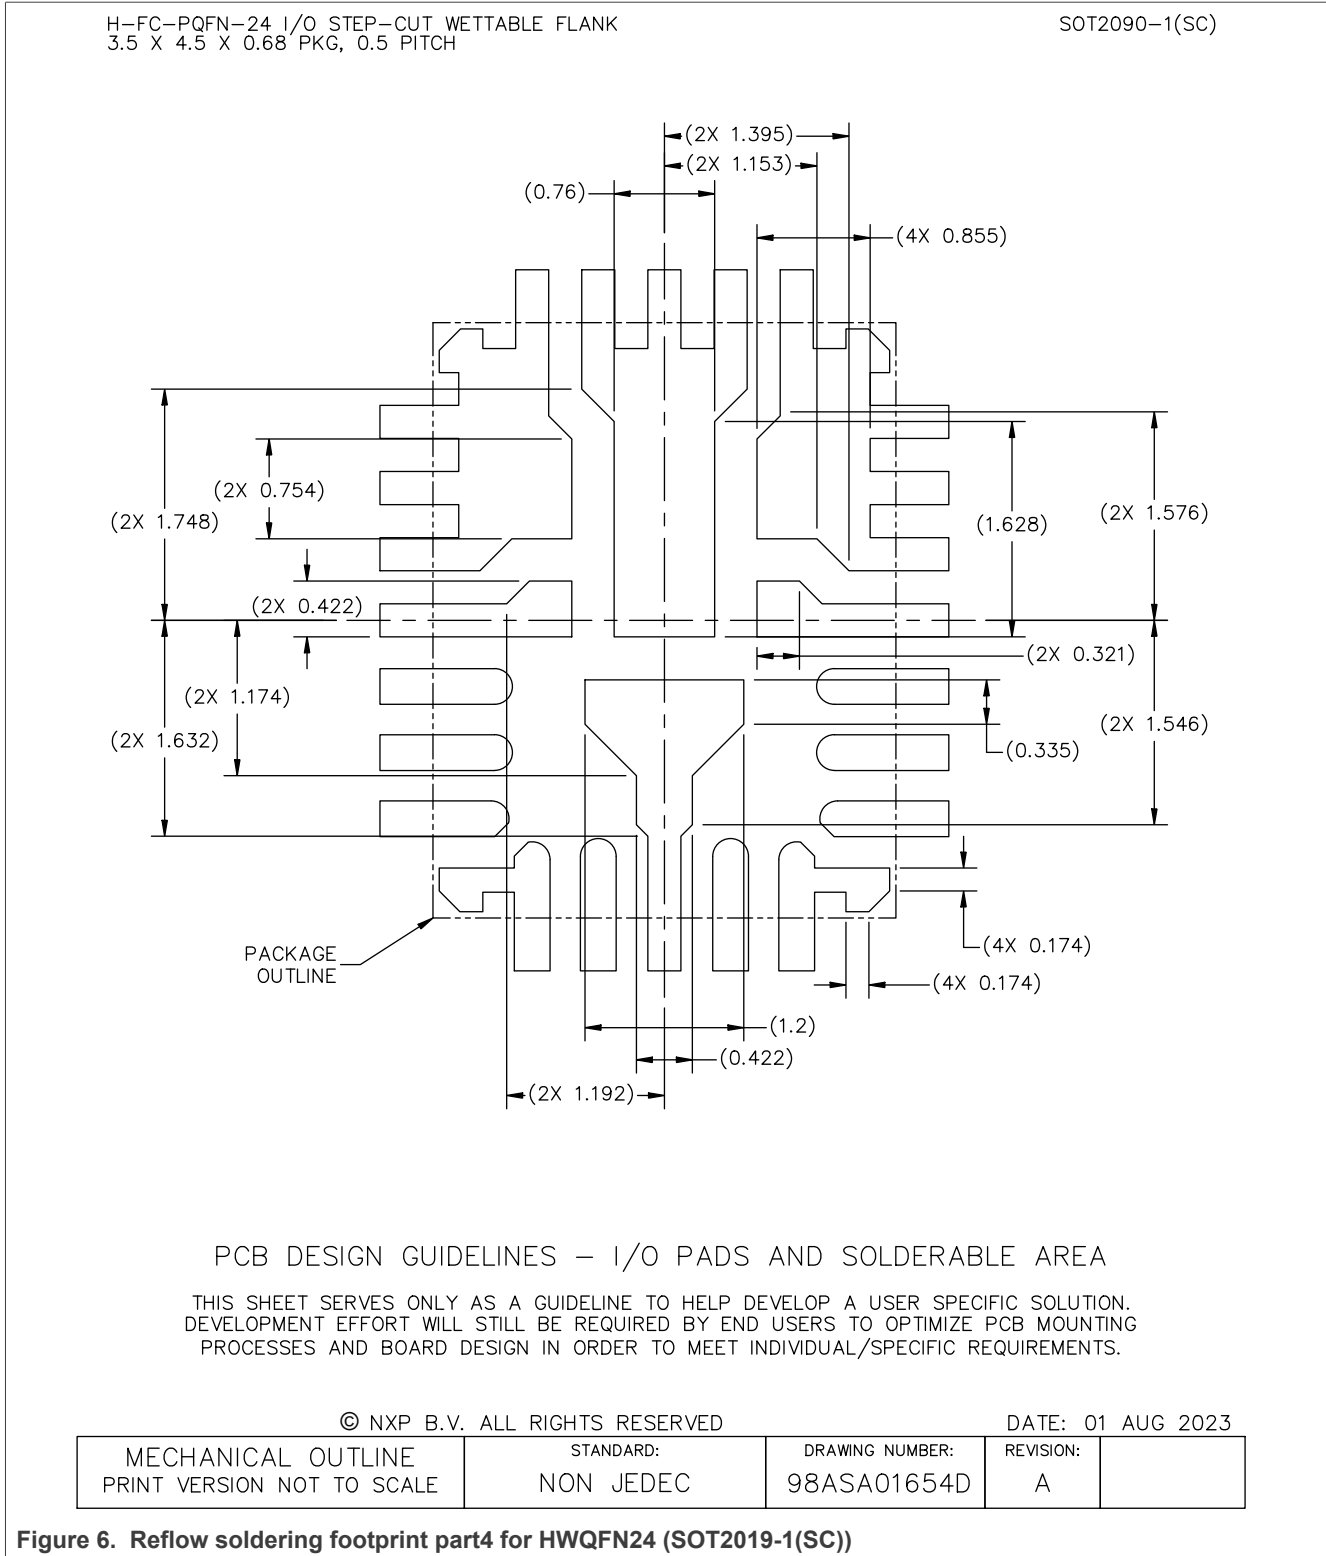 H-FC-PQFN-24 I/O STEP-CUT WETTABLE FLANK
3.5 X 4.5 X 0.68 PKG, 0.5 PITCH
SOT2090-1(SC)
(2X 1.395)
(2X 1.153)
(0.76)
(4X 0.855)
(2X 0.754)
(2X 1.748)
(1.628)
(2X 1.576)
(2X 0.422)
(2X 0.321)
(2X 1.174)
(2X 1.632)
(2X 1.546)
(0.335)
PACKAGE
OUTLINE
(4X 0.174)
(4X 0.174)
(1.2)
(0.422)
(2X 1.192)
PCB DESIGN GUIDELINES – I/O PADS AND SOLDERABLE AREA
THIS SHEET SERVES ONLY AS A GUIDELINE TO HELP DEVELOP A USER SPECIFIC SOLUTION.
DEVELOPMENT EFFORT WILL STILL BE REQUIRED BY END USERS TO OPTIMIZE PCB MOUNTING
PROCESSES AND BOARD DESIGN IN ORDER TO MEET INDIVIDUAL/SPECIFIC REQUIREMENTS.
© NXP B.V. ALL RIGHTS RESERVED
DATE: 01 AUG 2023
MECHANICAL OUTLINE
PRINT VERSION NOT TO SCALE
STANDARD:
NON JEDEC
DRAWING NUMBER:
98ASA01654D
REVISION:
A
Figure 6. Reflow soldering footprint part4 for HWQFN24 (SOT2019-1(SC))